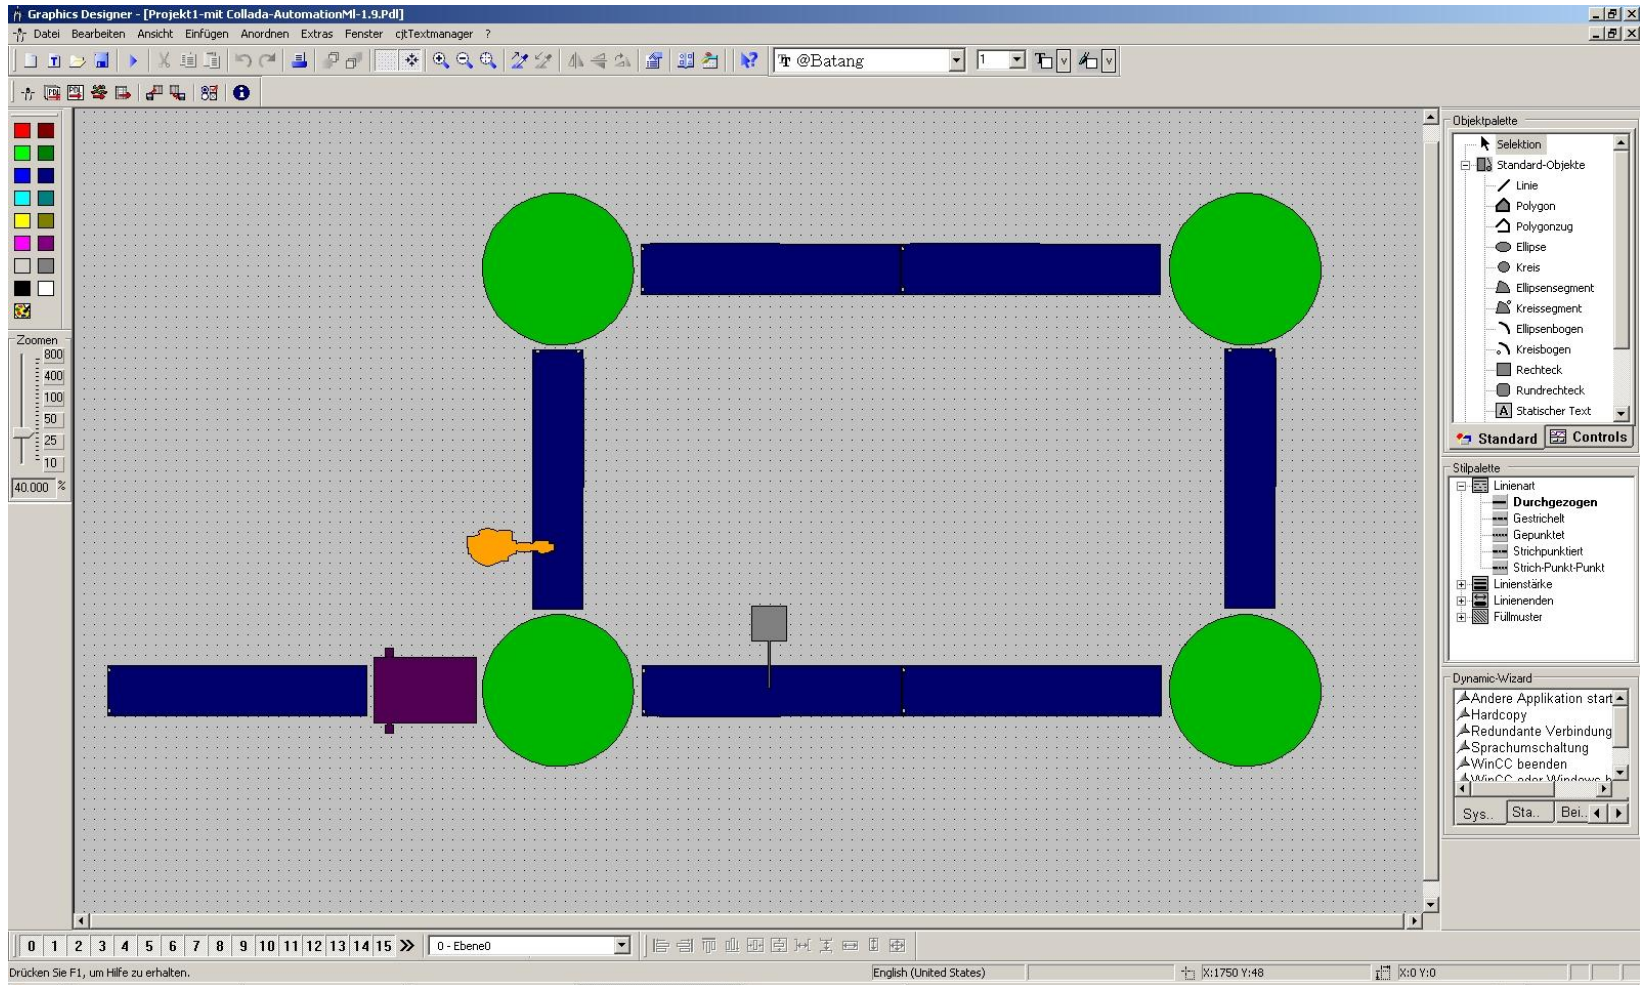 Graphics Designer - [Projekt1-mit Collada-AutomationMl-1.9.Pdl]
Datei Bearbeiten Ansicht Einfügen Anordnen Extras Fenster cjtTextmanager ?
@Batang 1
Zoomen
800
400
100
50
25
10
40.000 %
Objektpalette
Selektion
Standard-Objekte
Linie
Polygon
Polygonzug
Ellipse
Kreis
Ellipsensegment
Kreissegment
Ellipsenbogen
Kreisbogen
Rechteck
Rundrechteck
A Statischer Text
Standard Controls
Stilpalette
Linienart
Durchgezogen
Gestrichelt
Gepunktet
Strichpunktiert
Strich-Punkt-Punkt
Linienstärke
Linienenden
Füllmuster
Dynamic-Wizard
Andere Applikation start
Hardcopy
Redundante Verbindung
Sprachumschaltung
WinCC beenden
WinCC oder Windows b
Sys.. Sta.. Bei..
0 1 2 3 4 5 6 7 8 9 10 11 12 13 14 15 0 - Ebene0
Drücken Sie F1, um Hilfe zu erhalten. English (United States) X:1750 Y:48 X:0 Y:0